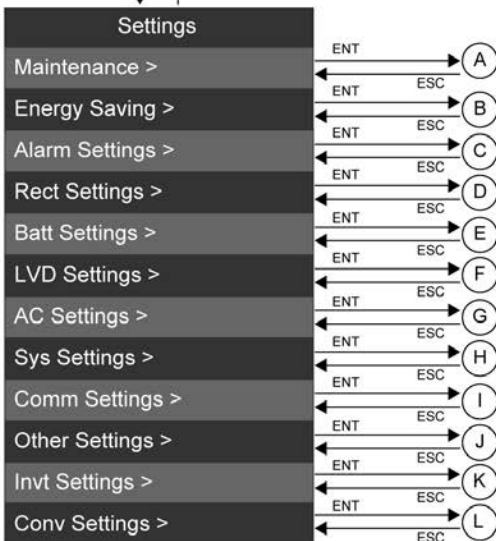 Settings
Maintenance >
ENT
A
ESC
Energy Saving >
ENT
B
ESC
Alarm Settings >
ENT
C
ESC
Rect Settings >
ENT
D
ESC
Batt Settings >
ENT
E
ESC
LVD Settings >
ENT
F
ESC
AC Settings >
ENT
G
ESC
Sys Settings >
ENT
H
ESC
Comm Settings >
ENT
I
ESC
Other Settings >
ENT
J
ESC
Invt Settings >
ENT
K
ESC
Conv Settings >
ENT
L
ESC